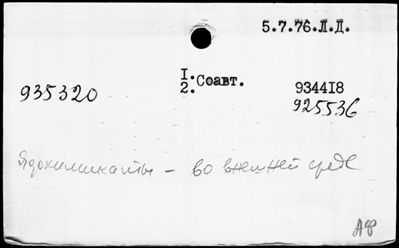 5.7.76.Л.Д.
1. Соавт.
2. 934418
935320
925536
Ядохимикаты – во внешней среде
АФ